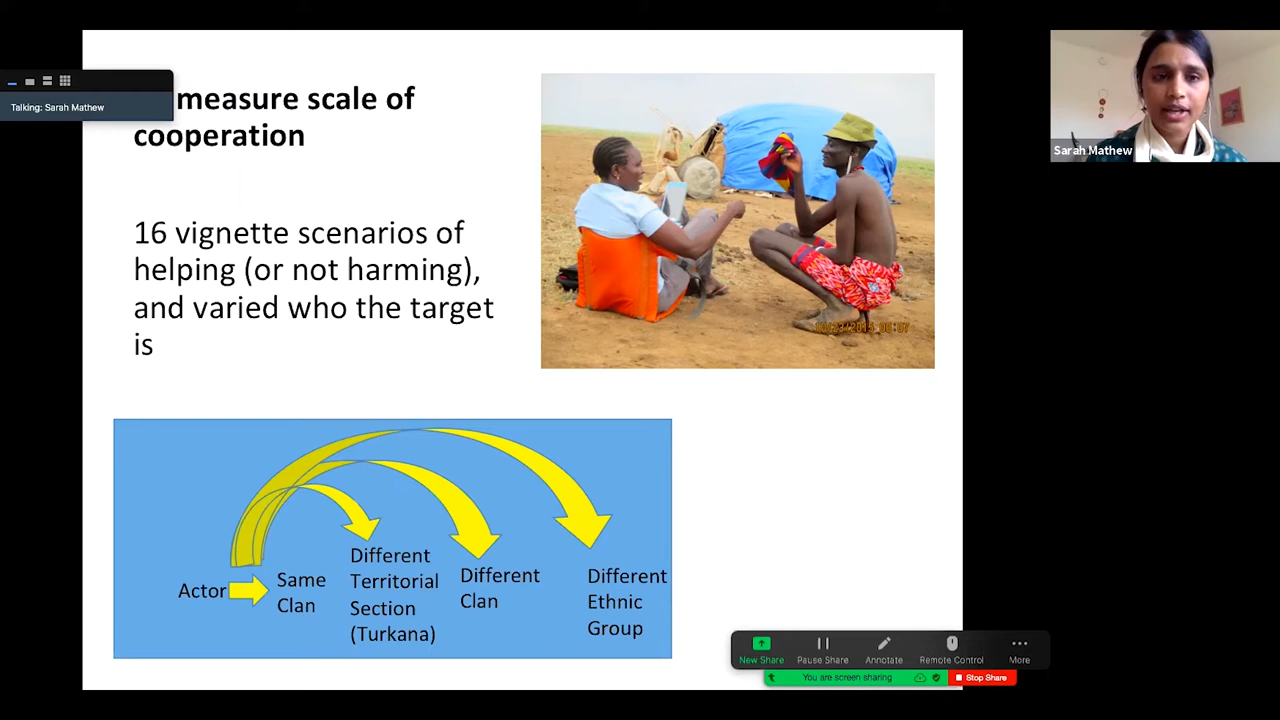 Talking: Sarah Mathew
measure scale of
cooperation
16 vignette scenarios of
helping (or not harming),
and varied who the target
is
Actor
Same
Clan
Different
Territorial
Section
(Turkana)
Different
Clan
Different
Ethnic
Group
Sarah Mathew
New Share
Pause Share
Annotate
Remote Control
More
You are screen sharing
Stop Share